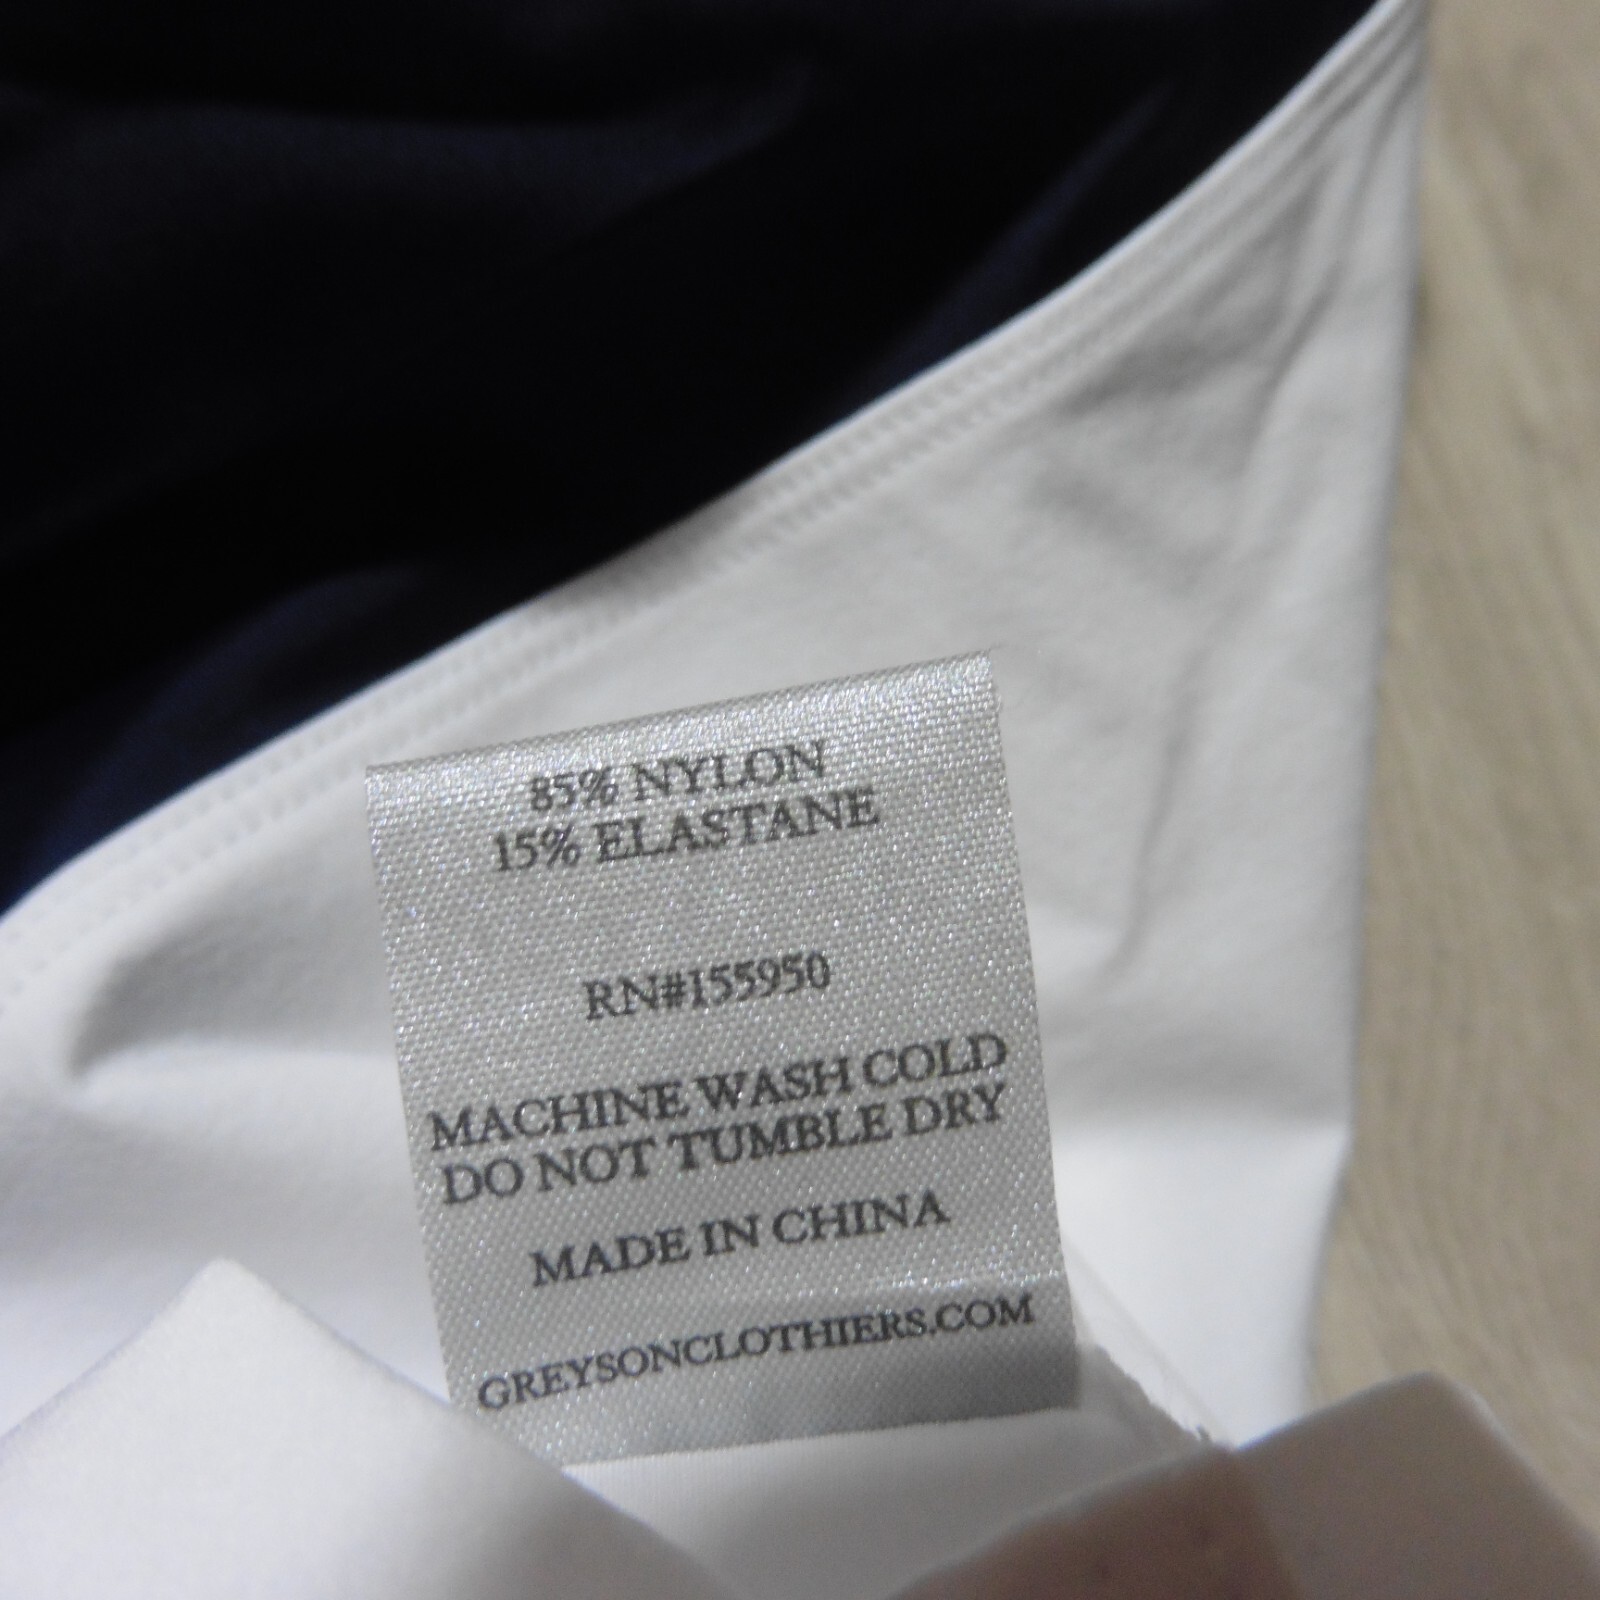 85% NYLON
15% ELASTANE
RN#155950
MACHINE WASH COLD
DO NOT TUMBLE DRY
MADE IN CHINA
GREYSONCLOTHIERS.COM